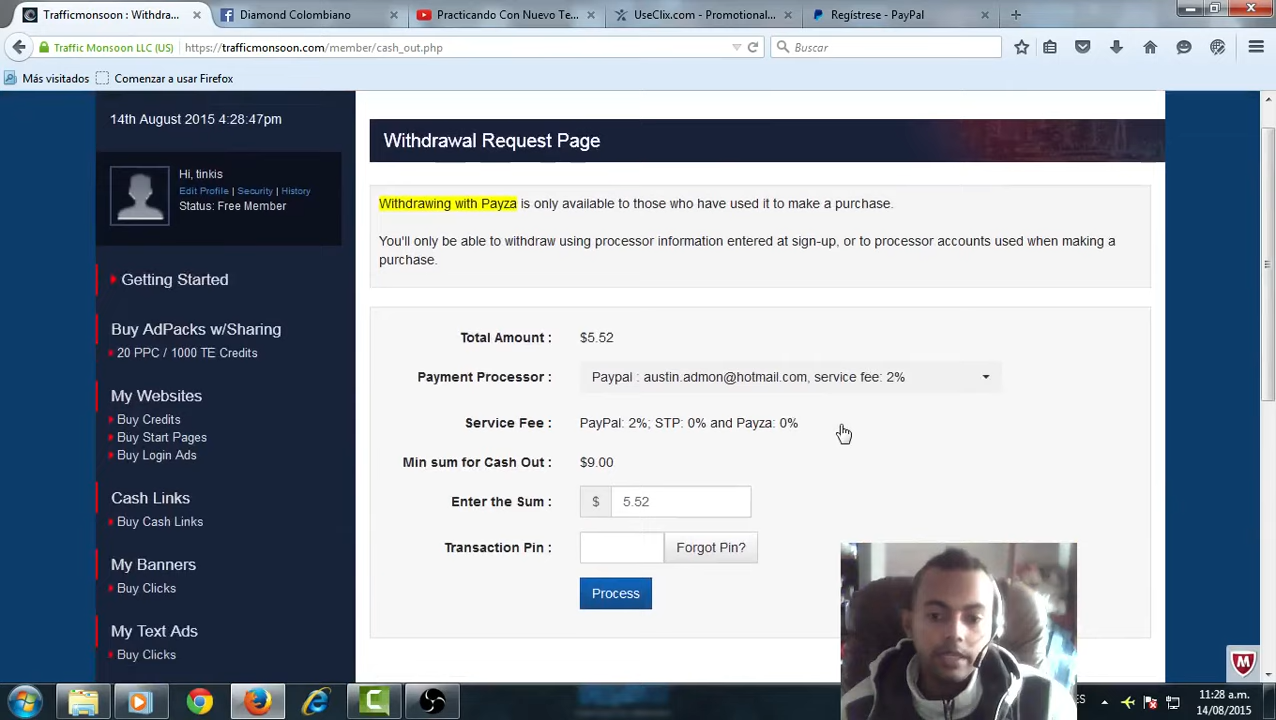 Trafficmonsoon : Withdra...
Diamond Colombiano
Practicando Con Nuevo Te...
UseClix.com - Promotional...
Regístrese - PayPal
Traffic Monsoon LLC (US)
https://trafficmonsoon.com/member/cash_out.php
Buscar
Más visitados
Comenzar a usar Firefox
14th August 2015 4:28:47pm
Hi, tinkis
Edit Profile | Security | History
Status: Free Member
Getting Started
Buy AdPacks w/Sharing
20 PPC / 1000 TE Credits
My Websites
Buy Credits
Buy Start Pages
Buy Login Ads
Cash Links
Buy Cash Links
My Banners
Buy Clicks
My Text Ads
Buy Clicks
Withdrawal Request Page
Withdrawing with Payza is only available to those who have used it to make a purchase.
You'll only be able to withdraw using processor information entered at sign-up, or to processor accounts used when making a
purchase.
Total Amount : $5.52
Payment Processor : Paypal : austin.admon@hotmail.com, service fee: 2%
Service Fee : PayPal: 2%; STP: 0% and Payza: 0%
Min sum for Cash Out : $9.00
Enter the Sum : $ 5.52
Transaction Pin : Forgot Pin?
Process
ES
11:28 a.m.
14/08/2015